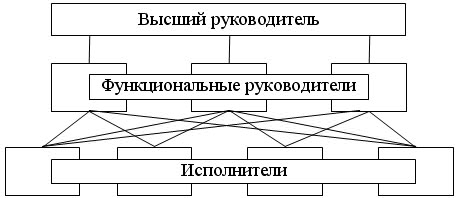 Высший руководитель
Функциональные руководители
Исполнители